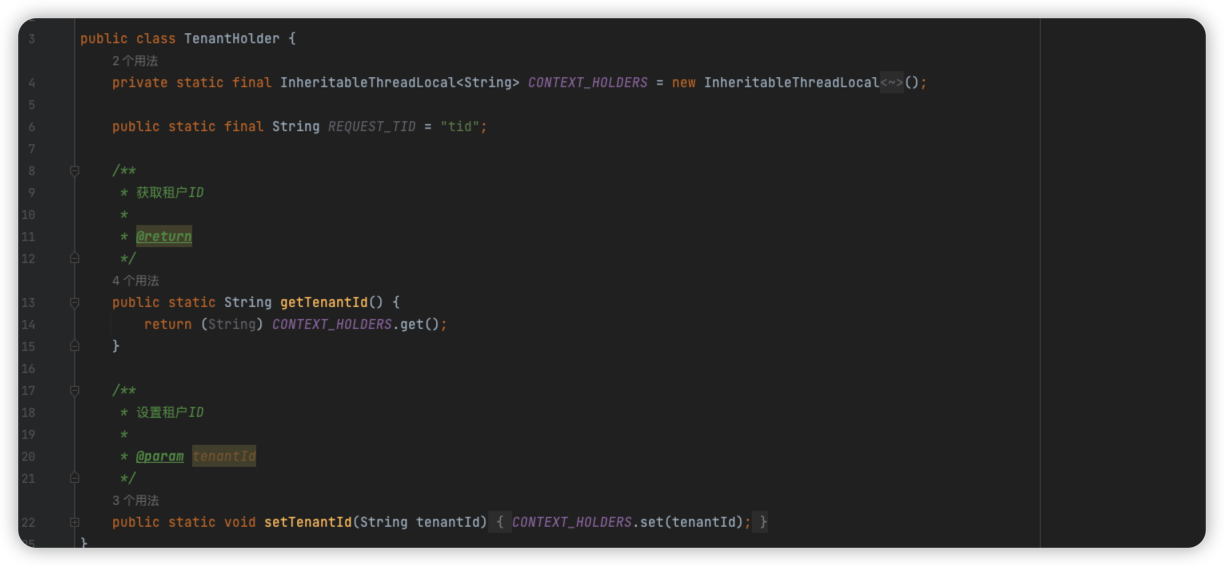 3 public class TenantHolder {
2 个用法
4 private static final InheritableThreadLocal<String> CONTEXT_HOLDERS = new InheritableThreadLocal<~>();
5
6 public static final String REQUEST_TID = "tid";
7
8 /**
9 * 获取租户ID
10 *
11 * @return
12 */
4 个用法
13 public static String getTenantId() {
14 return (String) CONTEXT_HOLDERS.get();
15 }
16
17 /**
18 * 设置租户ID
19 *
20 * @param tenantId
21 */
3 个用法
22 public static void setTenantId(String tenantId) { CONTEXT_HOLDERS.set(tenantId); }
25 }